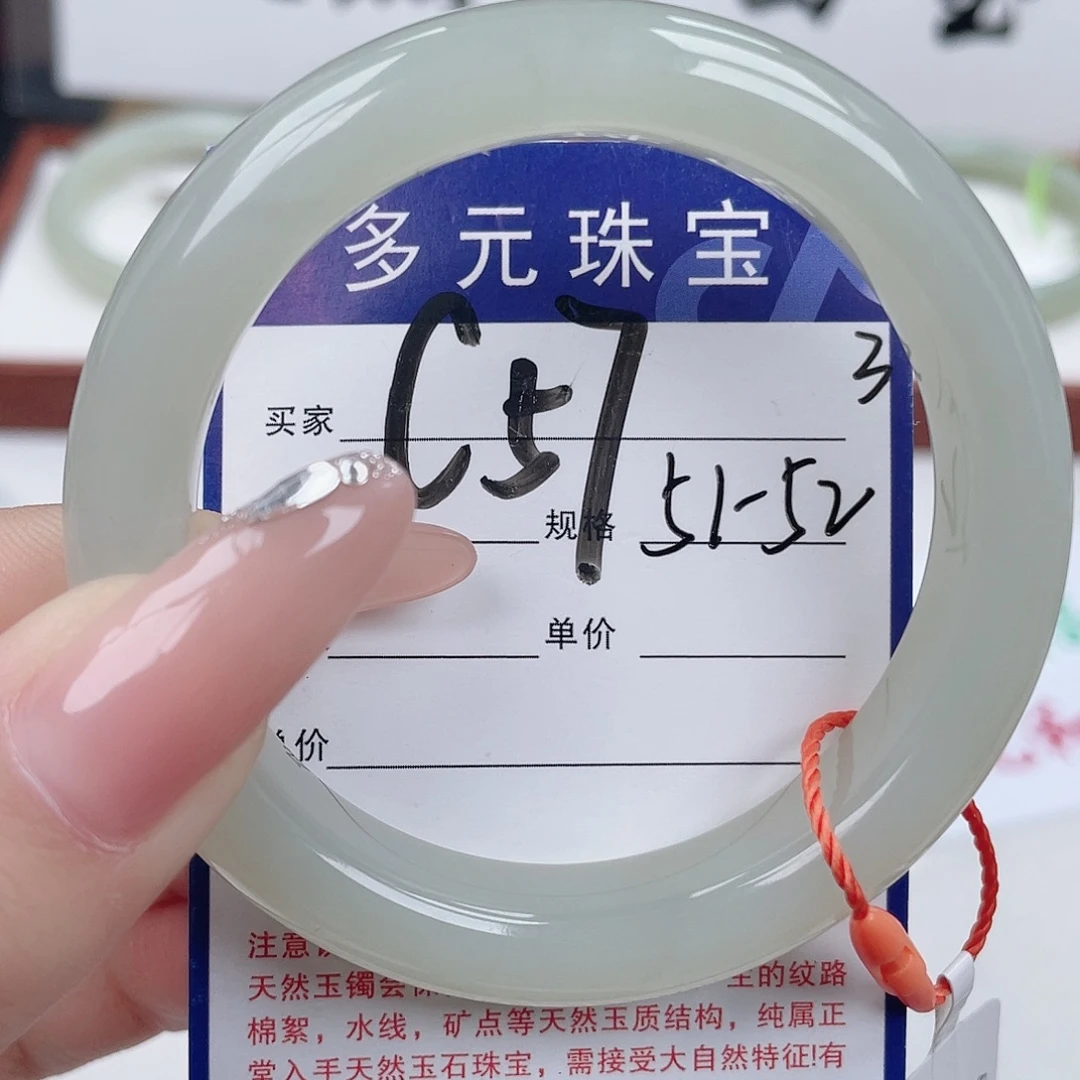 多元珠宝
C57
3
买家
规格 51-52
单价
价
注意
天然玉镯会 生的纹路
棉絮，水线，矿点等天然玉质结构，纯属正
堂入手天然玉石珠宝，需接受大自然特征!有